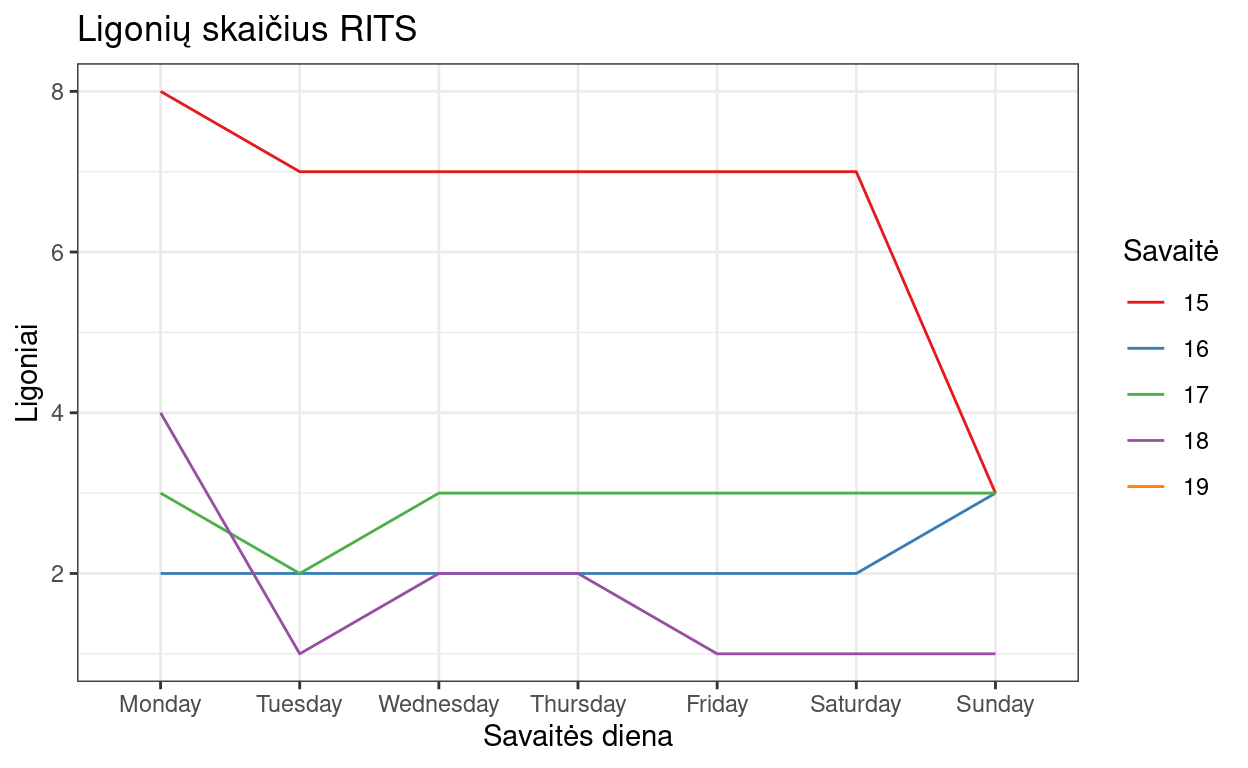 Ligonių skaičius RITS
8
6
4
2
Ligoniai
Monday Tuesday Wednesday Thursday Friday Saturday Sunday
Savaitės diena
Savaitė
15
16
17
18
19